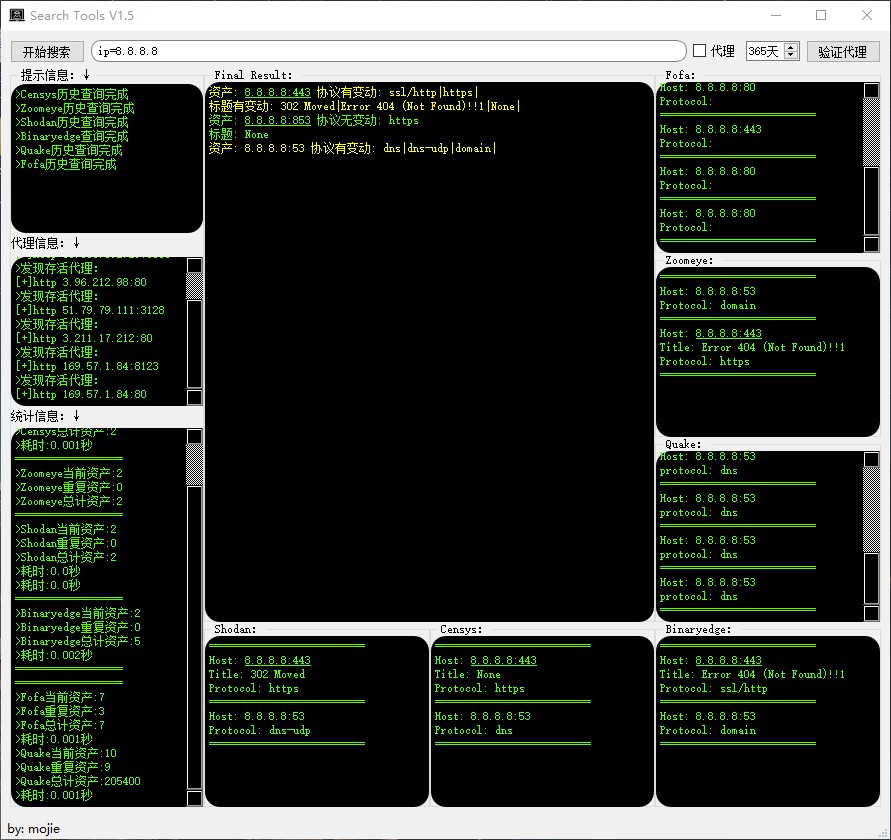 Search Tools V1.5
开始搜索
ip=8.8.8.8
代理
365天
验证代理
提示信息: ↓
>Censys历史查询完成
>Zoomeye历史查询完成
>Shodan历史查询完成
>Binaryedge历史查询完成
>Quake历史查询完成
>Fofa历史查询完成
代理信息: ↓
>发现存活代理:
[+]http 3.96.212.98:80
>发现存活代理:
[+]http 51.79.79.111:3128
>发现存活代理:
[+]http 3.211.17.212:80
>发现存活代理:
[+]http 169.57.1.84:8123
>发现存活代理:
[+]http 169.57.1.84:80
统计信息: ↓
>Censys总计资产:2
>耗时:0.001秒
>Zoomeye当前资产:2
>Zoomeye重复资产:0
>Zoomeye总计资产:2
>Shodan当前资产:2
>Shodan重复资产:0
>Shodan总计资产:2
>耗时:0.0秒
>耗时:0.0秒
>Binaryedge当前资产:2
>Binaryedge重复资产:0
>Binaryedge总计资产:5
>耗时:0.002秒
>Fofa当前资产:7
>Fofa重复资产:3
>Fofa总计资产:7
>耗时:0.001秒
>Quake当前资产:10
>Quake重复资产:9
>Quake总计资产:205400
>耗时:0.001秒
Final Result:
资产: 8.8.8.8:443 协议有变动: ssl/http|https|
标题有变动: 302 Moved|Error 404 (Not Found)!!1|None|
资产: 8.8.8.8:853 协议无变动: https
标题: None
资产: 8.8.8.8:53 协议有变动: dns|dns-udp|domain|
Fofa:
Host: 8.8.8.8:80
Protocol:
Host: 8.8.8.8:443
Protocol:
Host: 8.8.8.8:80
Protocol:
Host: 8.8.8.8:80
Protocol:
Zoomeye:
Host: 8.8.8.8:53
Protocol: domain
Host: 8.8.8.8:443
Title: Error 404 (Not Found)!!1
Protocol: https
Quake:
Host: 8.8.8.8:53
protocol: dns
Host: 8.8.8.8:53
protocol: dns
Host: 8.8.8.8:53
protocol: dns
Host: 8.8.8.8:53
protocol: dns
Shodan:
Host: 8.8.8.8:443
Title: 302 Moved
Protocol: https
Host: 8.8.8.8:53
Protocol: dns-udp
Censys:
Host: 8.8.8.8:443
Title: None
Protocol: https
Host: 8.8.8.8:53
Protocol: dns
Binaryedge:
Host: 8.8.8.8:443
Title: Error 404 (Not Found)!!1
Protocol: ssl/http
Host: 8.8.8.8:53
Protocol: domain
by: mojie